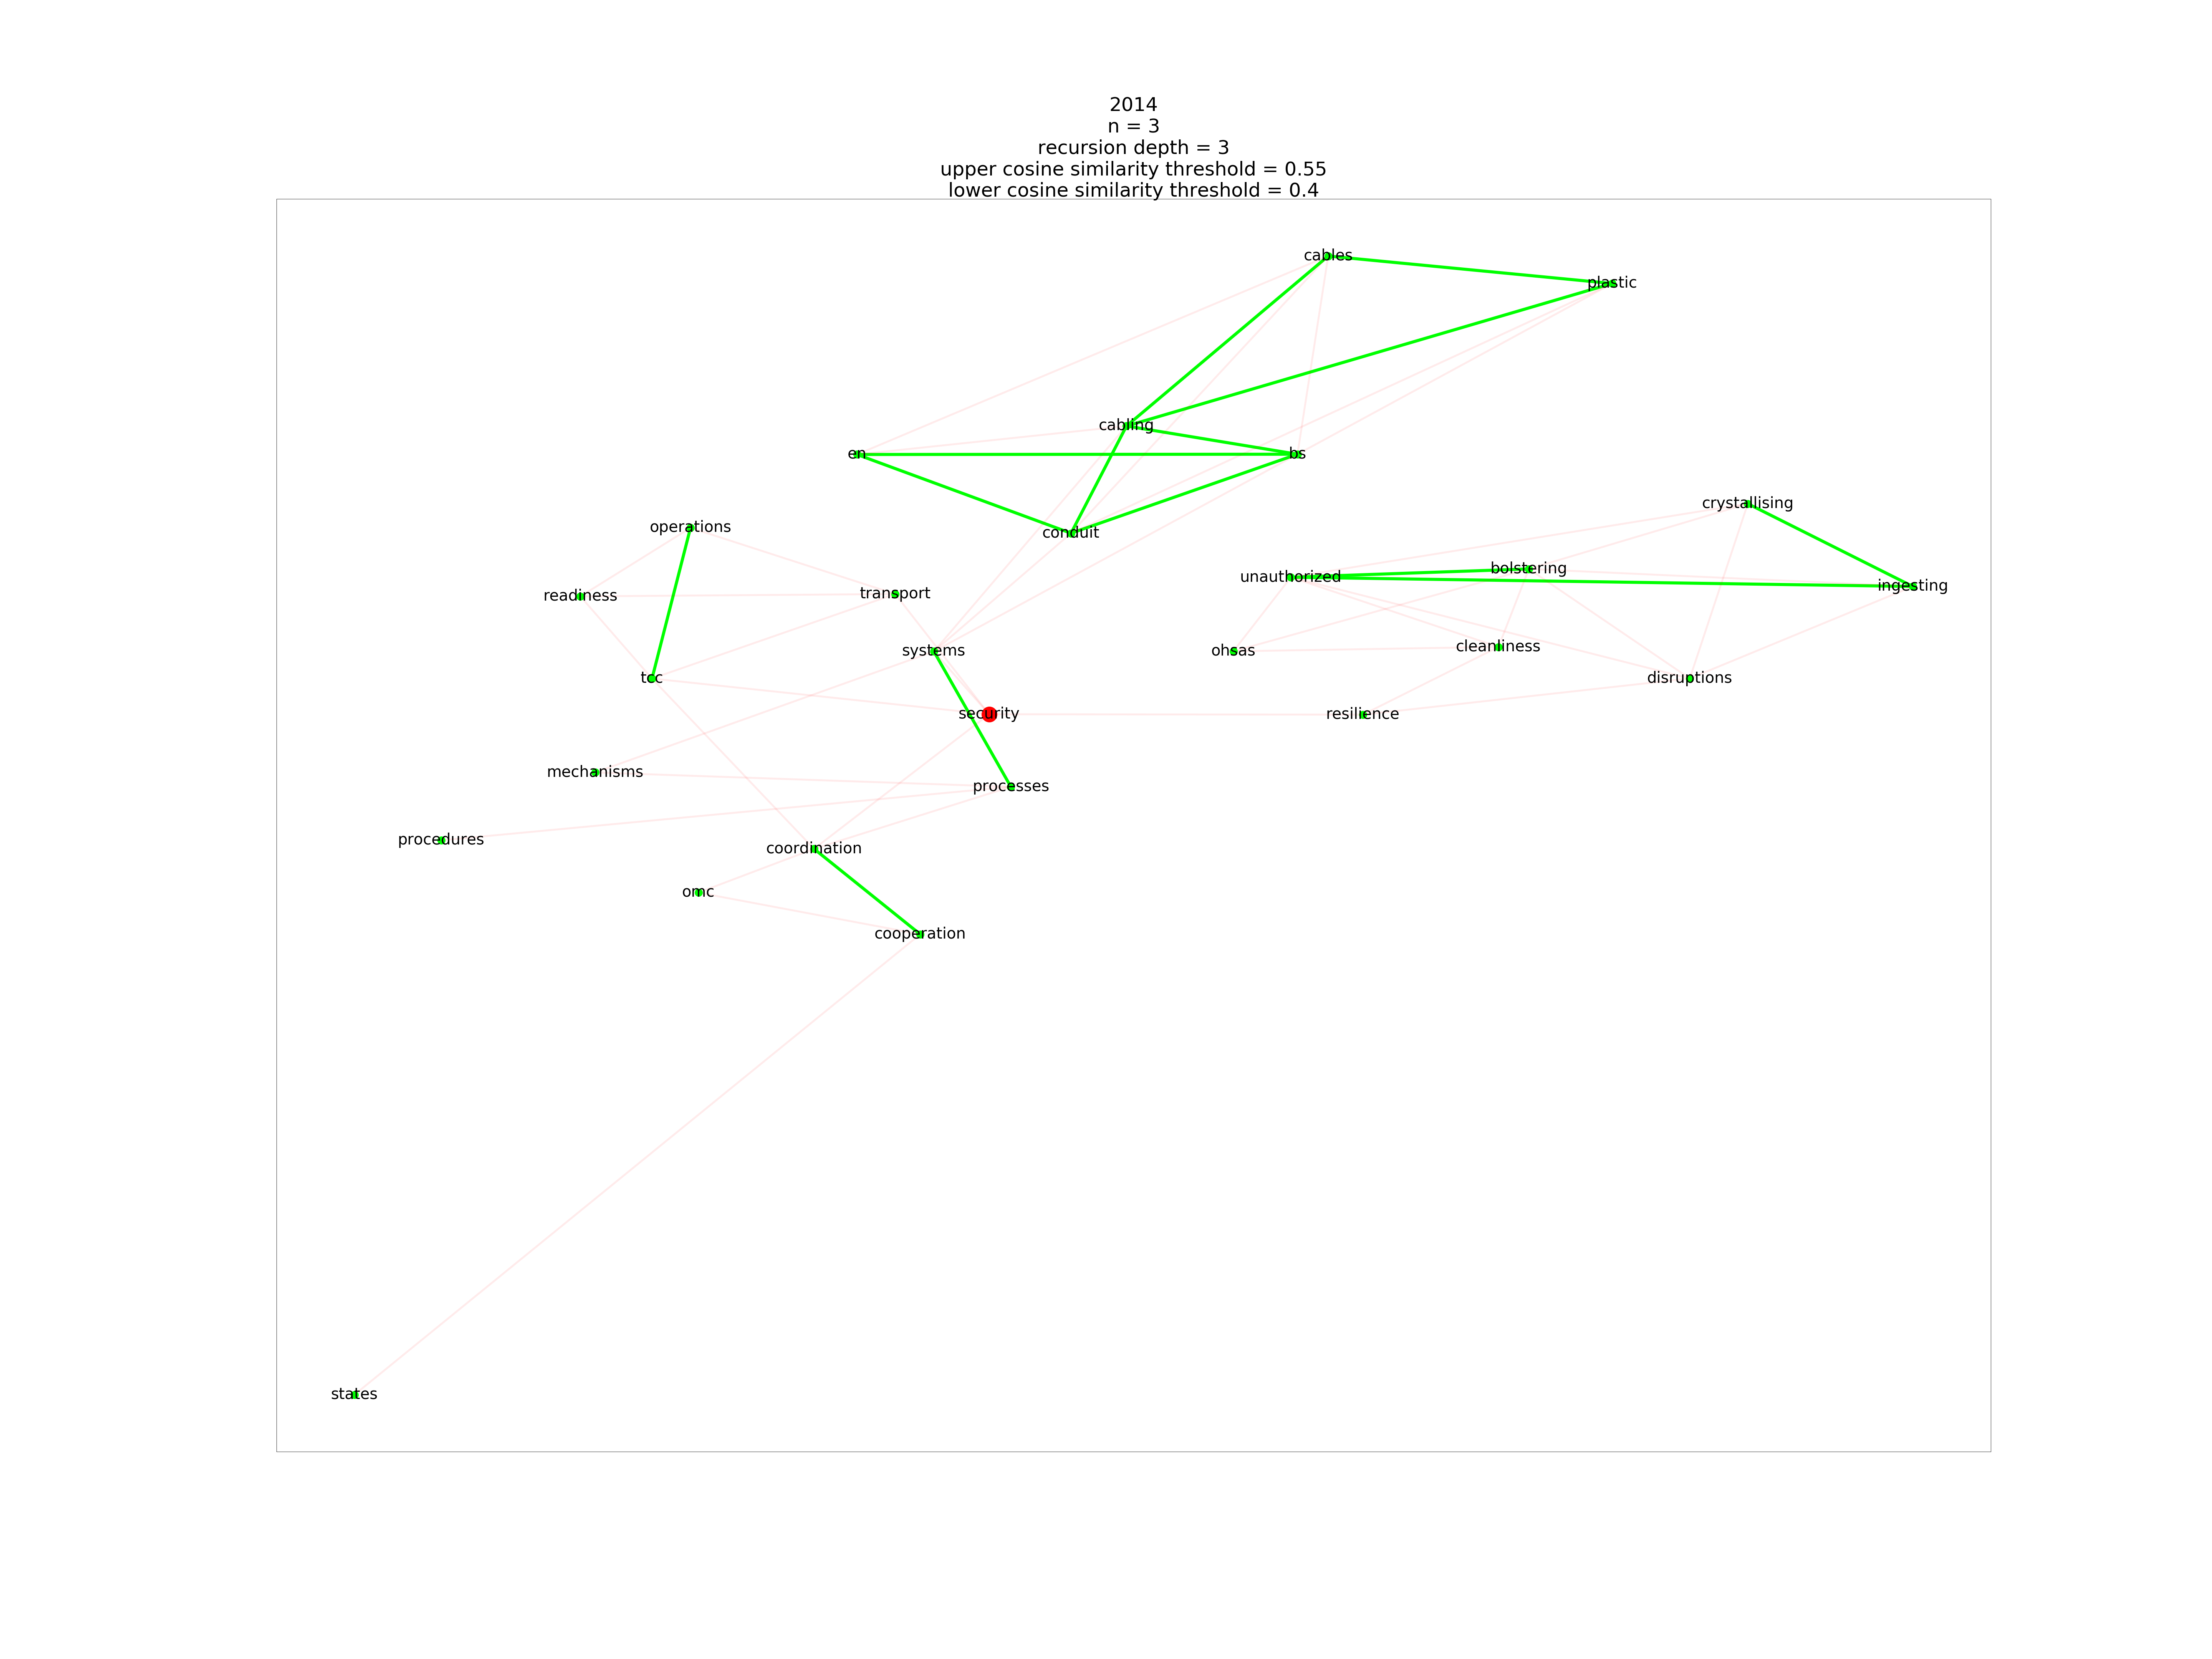 2014
n = 3
recursion depth = 3
upper cosine similarity threshold = 0.55
lower cosine similarity threshold = 0.4
cables
plastic
cabling
en
bs
crystallising
operations
conduit
bolstering
unauthorized
ingesting
transport
readiness
cleanliness
systems
ohsas
tcc
disruptions
security
resilience
mechanisms
processes
procedures
coordination
omc
cooperation
states